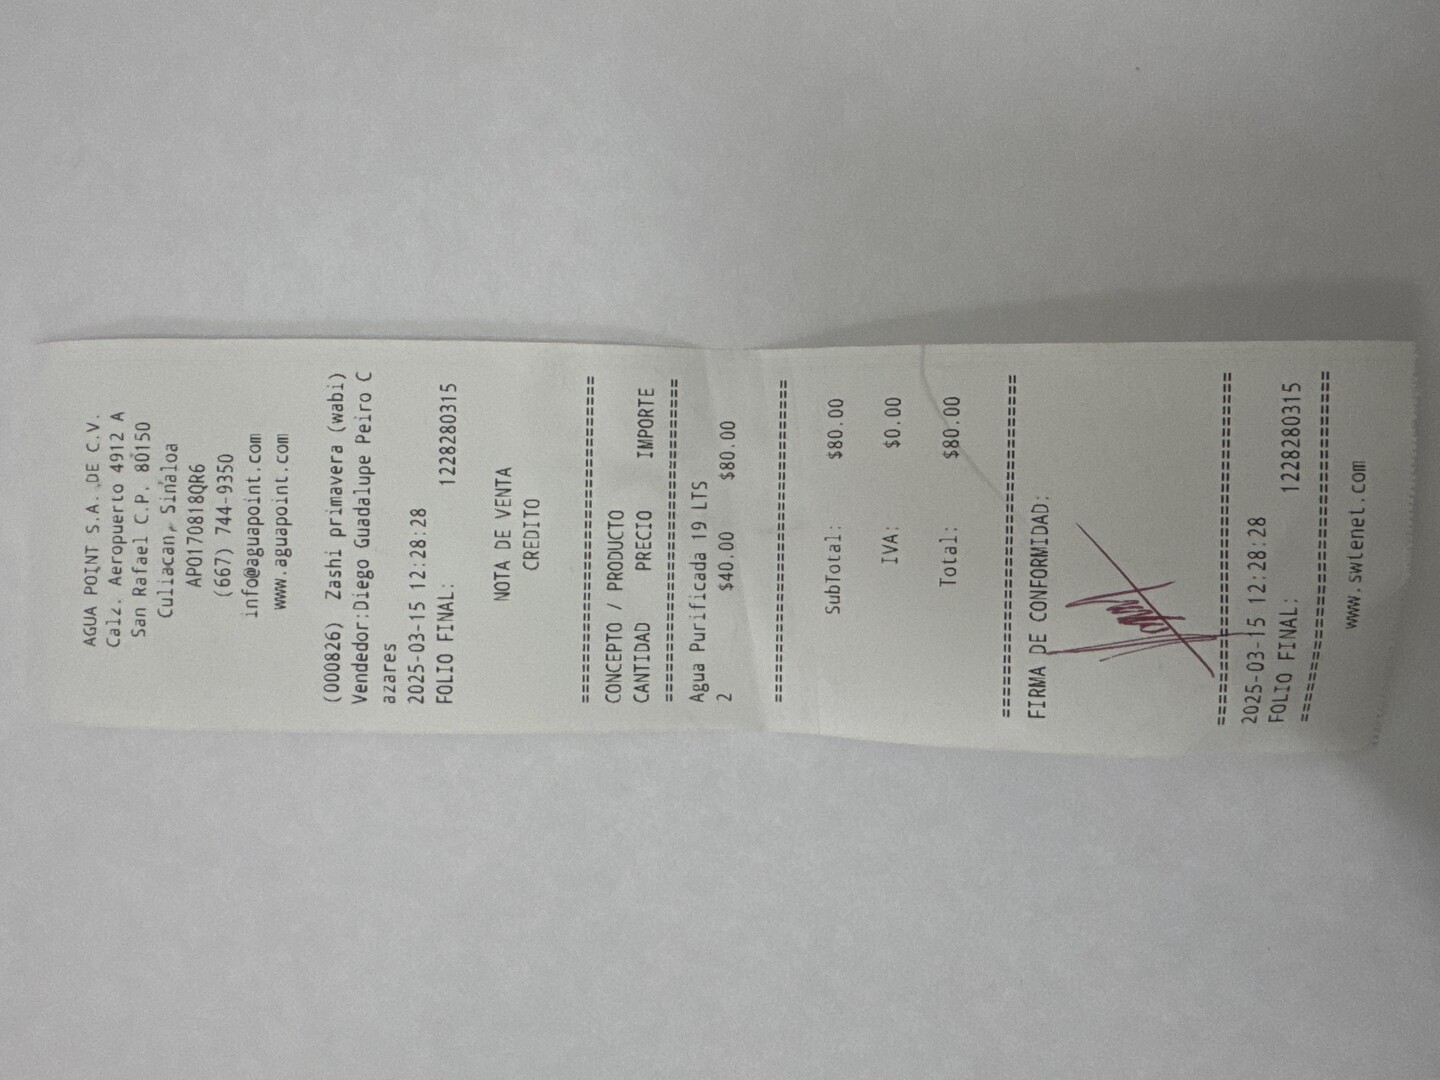 AGUA POINT S.A. DE C.V.
Calz. Aeropuerto 4912 A
San Rafael C.P. 80150
Culiacan, Sinaloa
APO170818QR6
(667) 744-9350
info@aguapoint.com
www.aguapoint.com
(000826) Zashi primavera (wabi)
Vendedor:Diego Guadalupe Peiro C
azares
2025-03-15 12:28:28
FOLIO FINAL: 1228280315
NOTA DE VENTA
CREDITO
================================
CONCEPTO / PRODUCTO
CANTIDAD PRECIO IMPORTE
================================
Agua Purificada 19 LTS
2 $40.00 $80.00
================================
SubTotal: $80.00
IVA: $0.00
Total: $80.00
================================
FIRMA DE CONFORMIDAD:
================================
2025-03-15 12:28:28
FOLIO FINAL: 1228280315
================================
www.swtenet.com